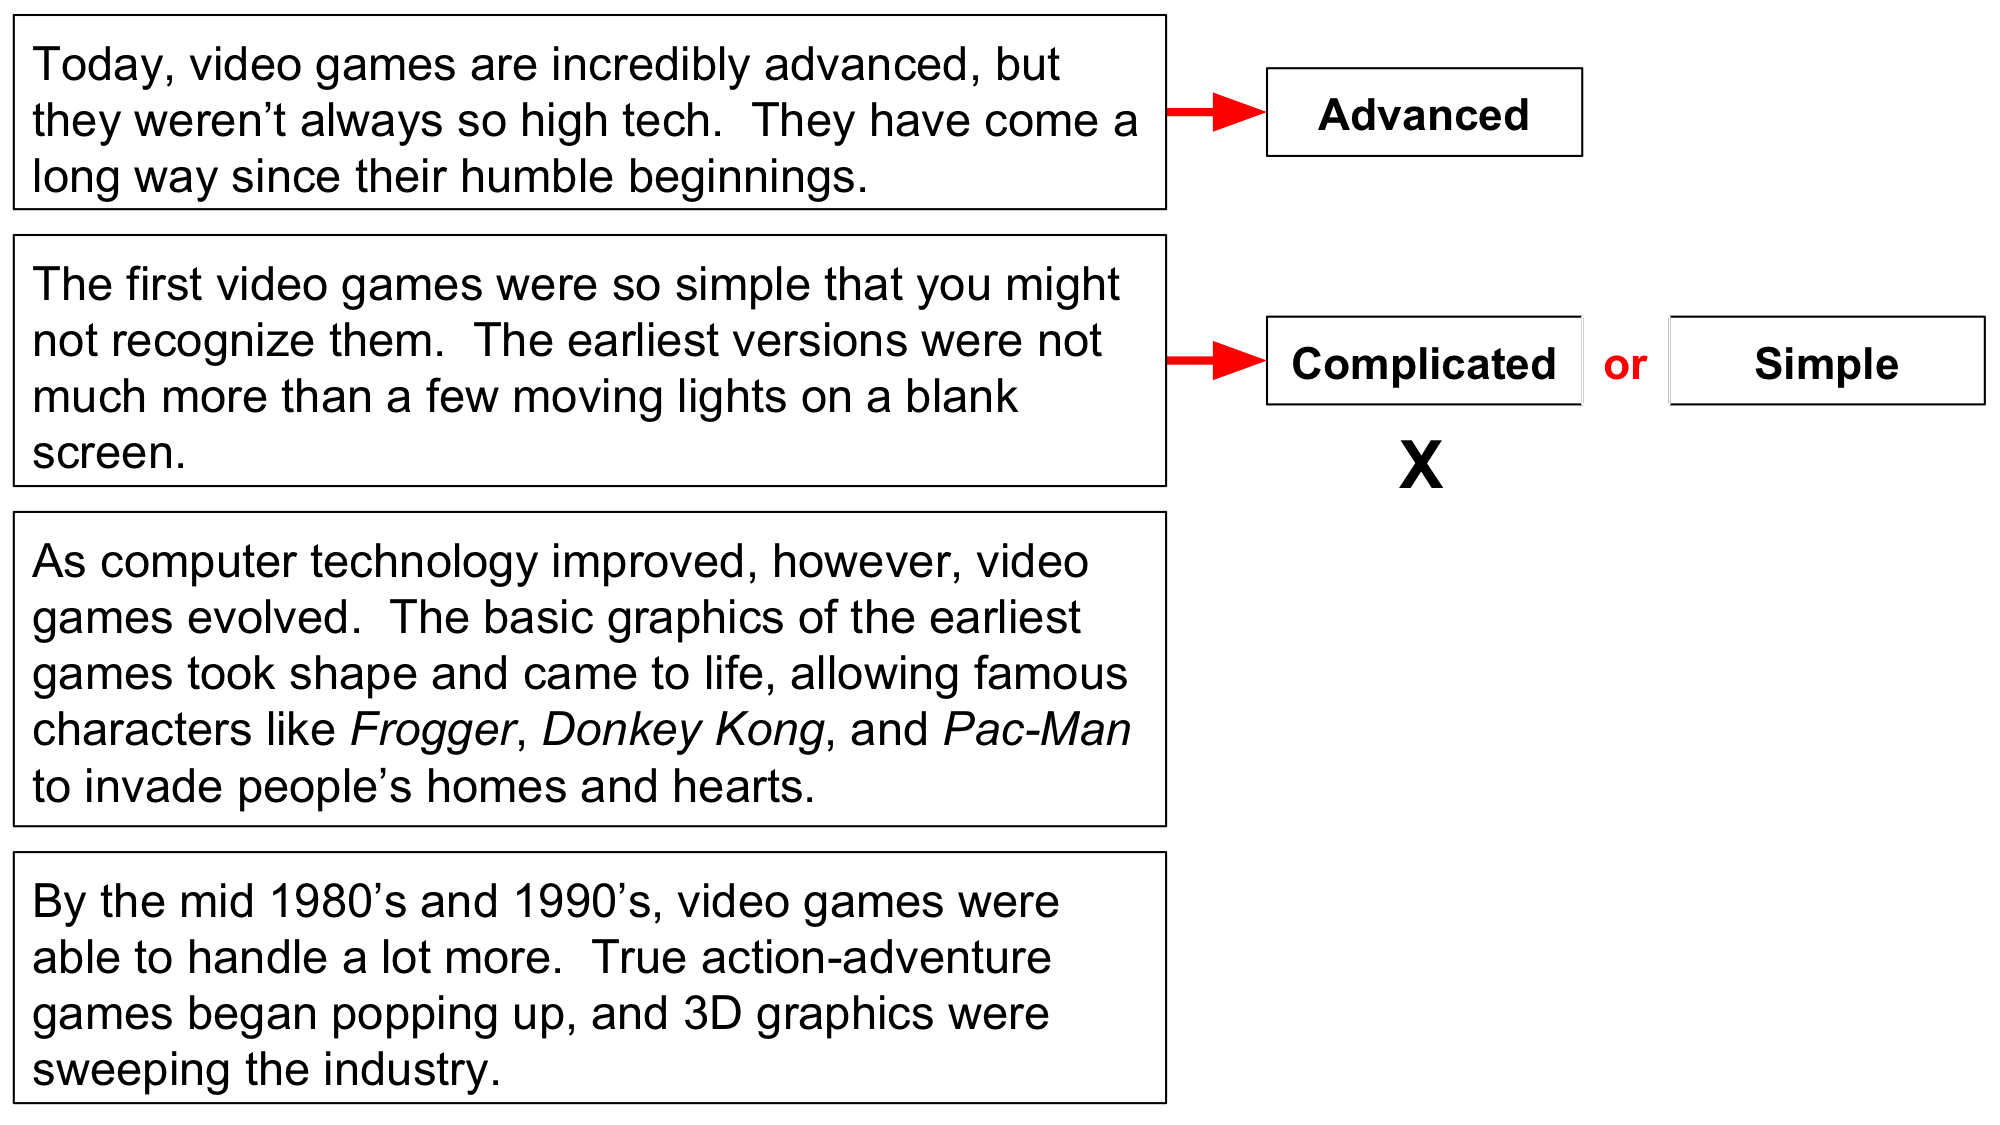 Today, video games are incredibly advanced, but
they weren’t always so high tech.  They have come a
long way since their humble beginnings.
Advanced
The first video games were so simple that you might
not recognize them.  The earliest versions were not
much more than a few moving lights on a blank
screen.
Complicated or Simple
X
As computer technology improved, however, video
games evolved.  The basic graphics of the earliest
games took shape and came to life, allowing famous
characters like Frogger, Donkey Kong, and Pac-Man
to invade people’s homes and hearts.
By the mid 1980’s and 1990’s, video games were
able to handle a lot more.  True action-adventure
games began popping up, and 3D graphics were
sweeping the industry.